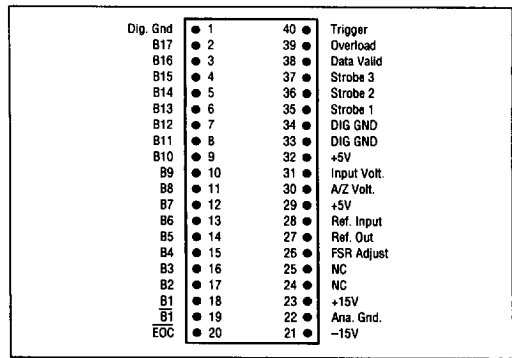 Dig. Gnd ● 1 40 ● Trigger
B17 ● 2 39 ● Overload
B16 ● 3 38 ● Data Valid
B15 ● 4 37 ● Strobe 3
B14 ● 5 36 ● Strobe 2
B13 ● 6 35 ● Strobe 1
B12 ● 7 34 ● DIG GND
B11 ● 8 33 ● DIG GND
B10 ● 9 32 ● +5V
B9 ● 10 31 ● Input Volt.
B8 ● 11 30 ● A/Z Volt.
B7 ● 12 29 ● +5V
B6 ● 13 28 ● Ref. Input
B5 ● 14 27 ● Ref. Out
B4 ● 15 26 ● FSR Adjust
B3 ● 16 25 ● NC
B2 ● 17 24 ● NC
B1 ● 18 23 ● +15V
B̅1̅ ● 19 22 ● Ana. Gnd.
E̅O̅C̅ ● 20 21 ● −15V